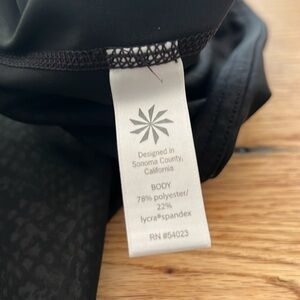 Designed in
Sonoma County,
California
BODY
78% polyester/
22%
lycra®spandex
RN #54023